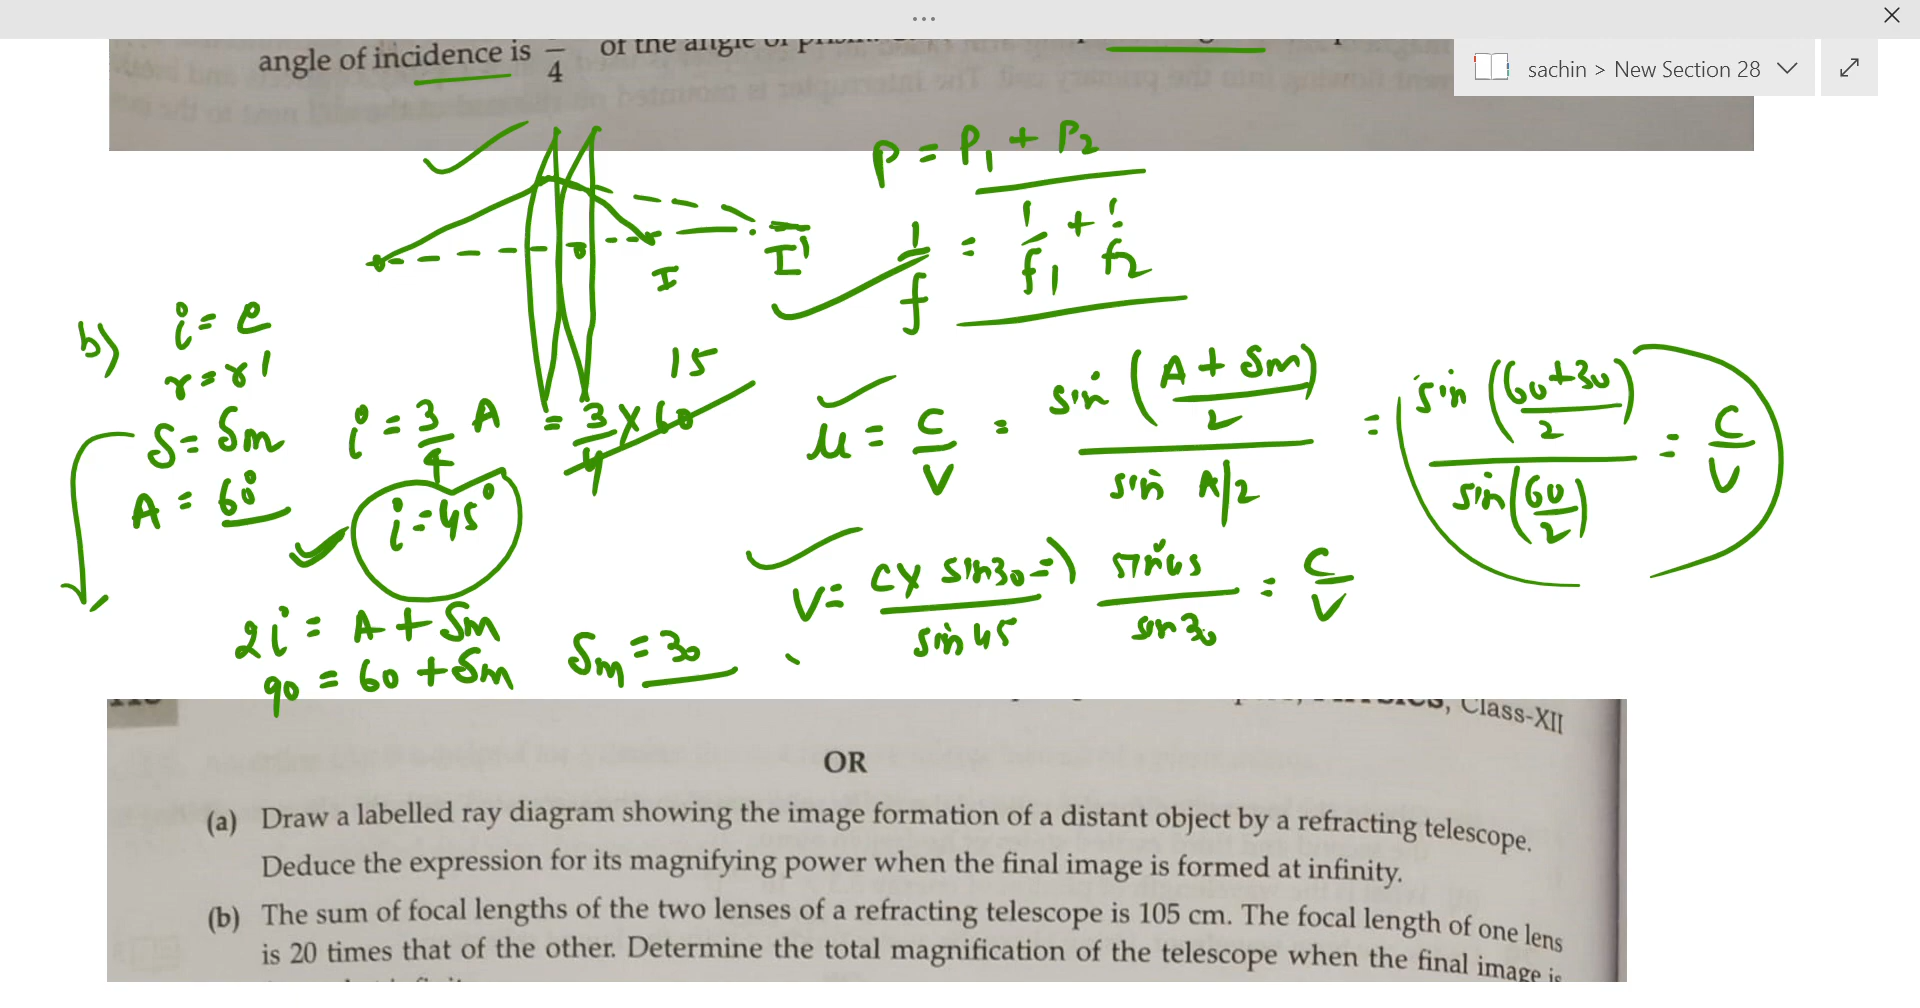 angle of incidence is — 4 of the angle of
sachin > New Section 28
P = P1 + P2
1/f = 1/f1 + 1/f2
I I'
b) i = e
r = r'
δ = δm
A = 60°
i = 3/4 A = 3/4 x 60 15
i = 45°
2i = A + δm
90 = 60 + δm δm = 30
μ = c/v = sin (A + δm / 2) / sin A/2 = sin (60+30 / 2) / sin (60 / 2) = c/v
v = c x sin30 / sin 45 => sin45 / sin 30 = c/v
, Class-XII
OR
(a) Draw a labelled ray diagram showing the image formation of a distant object by a refracting telescope.
Deduce the expression for its magnifying power when the final image is formed at infinity.
(b) The sum of focal lengths of the two lenses of a refracting telescope is 105 cm. The focal length of one lens
is 20 times that of the other. Determine the total magnification of the telescope when the final image is